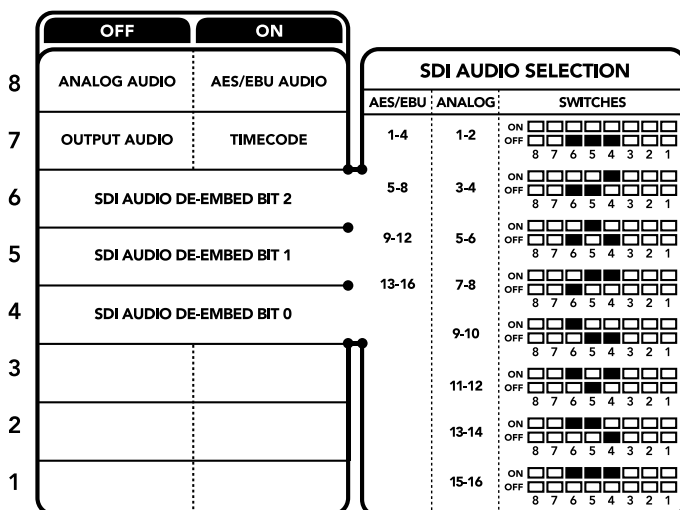 OFF ON
8 ANALOG AUDIO AES/EBU AUDIO
7 OUTPUT AUDIO TIMECODE
6 SDI AUDIO DE-EMBED BIT 2
5 SDI AUDIO DE-EMBED BIT 1
4 SDI AUDIO DE-EMBED BIT 0
3
2
1
SDI AUDIO SELECTION
AES/EBU ANALOG SWITCHES
1-4 1-2
ON
OFF
8 7 6 5 4 3 2 1
5-8 3-4
ON
OFF
8 7 6 5 4 3 2 1
9-12 5-6
ON
OFF
8 7 6 5 4 3 2 1
13-16 7-8
ON
OFF
8 7 6 5 4 3 2 1
9-10
ON
OFF
8 7 6 5 4 3 2 1
11-12
ON
OFF
8 7 6 5 4 3 2 1
13-14
ON
OFF
8 7 6 5 4 3 2 1
15-16
ON
OFF
8 7 6 5 4 3 2 1